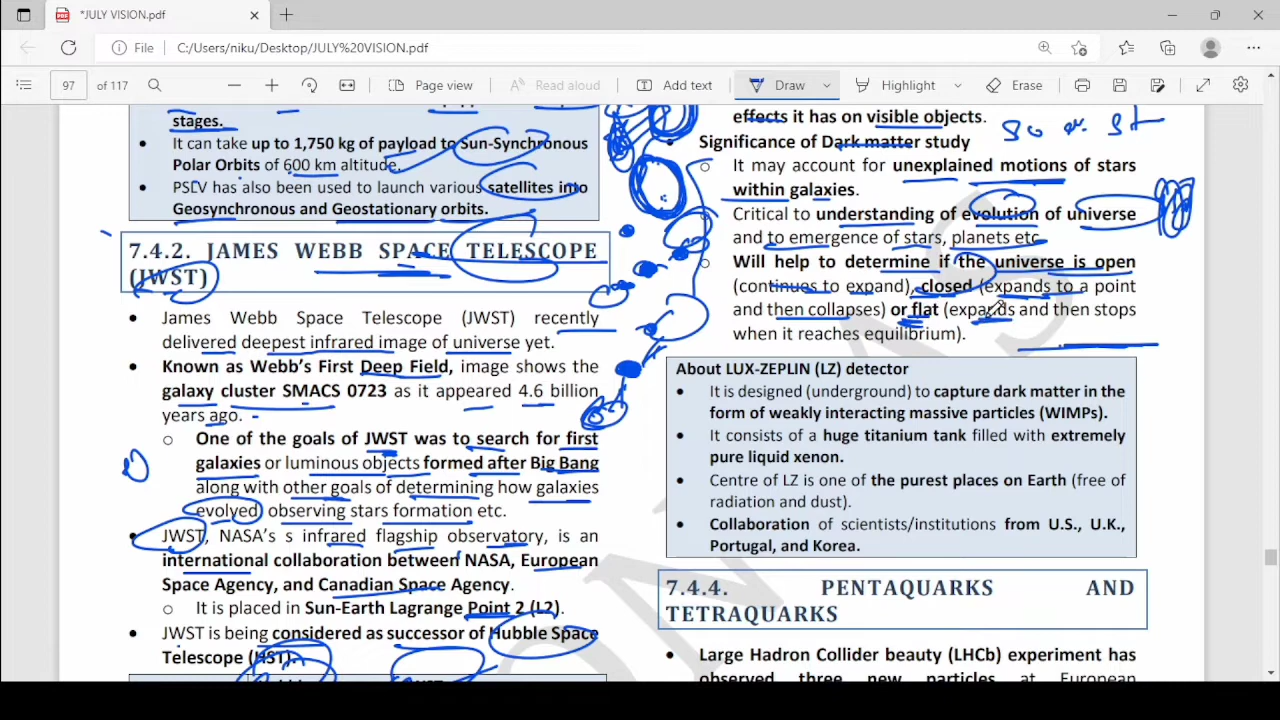 *JULY VISION.pdf
File
C:/Users/niku/Desktop/JULY%20VISION.pdf
97 of 117
Page view
Read aloud
Add text
Draw
Highlight
Erase
stages.
• It can take up to 1,750 kg of payload to Sun-Synchronous
Polar Orbits of 600 km altitude.
• PSLV has also been used to launch various satellites into
Geosynchronous and Geostationary orbits.
7.4.2. JAMES WEBB SPACE TELESCOPE
(JWST)
• James Webb Space Telescope (JWST) recently
delivered deepest infrared image of universe yet.
• Known as Webb's First Deep Field, image shows the
galaxy cluster SMACS 0723 as it appeared 4.6 billion
years ago.
o One of the goals of JWST was to search for first
galaxies or luminous objects formed after Big Bang
along with other goals of determining how galaxies
evolved observing stars formation etc.
• JWST, NASA's s infrared flagship observatory, is an
international collaboration between NASA, European
Space Agency, and Canadian Space Agency.
o It is placed in Sun-Earth Lagrange Point 2 (L2).
• JWST is being considered as successor of Hubble Space
Telescope (HST).
effects it has on visible objects.
• Significance of Dark matter study
o It may account for unexplained motions of stars
within galaxies.
o Critical to understanding of evolution of universe
and to emergence of stars, planets etc.
o Will help to determine if the universe is open
(continues to expand), closed (expands to a point
and then collapses) or flat (expands and then stops
when it reaches equilibrium).
About LUX-ZEPLIN (LZ) detector
• It is designed (underground) to capture dark matter in the
form of weakly interacting massive particles (WIMPs).
• It consists of a huge titanium tank filled with extremely
pure liquid xenon.
• Centre of LZ is one of the purest places on Earth (free of
radiation and dust).
• Collaboration of scientists/institutions from U.S., U.K.,
Portugal, and Korea.
7.4.4. PENTAQUARKS AND
TETRAQUARKS
• Large Hadron Collider beauty (LHCb) experiment has
observed three new particles at European